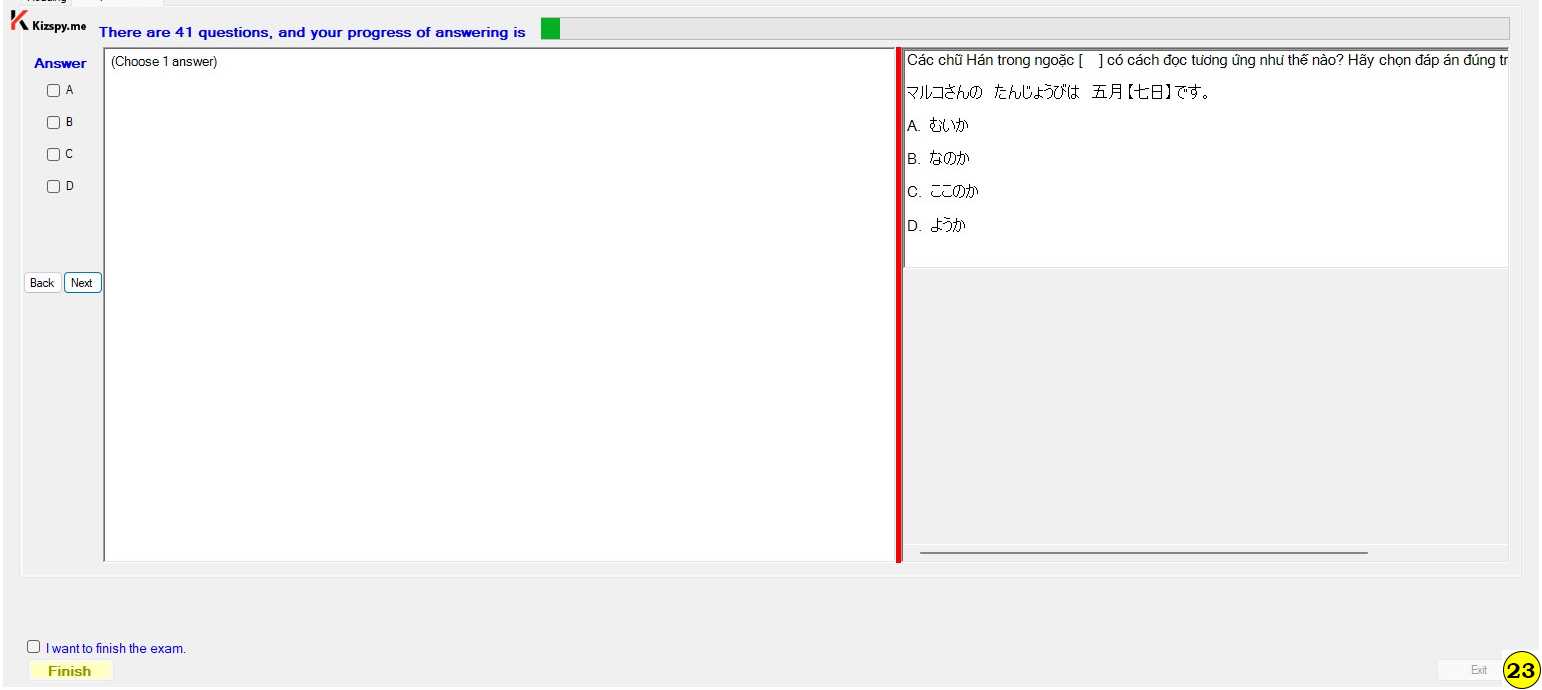 Kizspy.me
There are 41 questions, and your progress of answering is
Answer
(Choose 1 answer)
A
B
C
D
Back
Next
Các chữ Hán trong ngoặc [ ] có cách đọc tương ứng như thế nào? Hãy chọn đáp án đúng tr
マルコさんの たんじょうびは 五月【七日】です。
A. むいか
B. なのか
C. ここのか
D. ようか
I want to finish the exam.
Finish
Exit
23